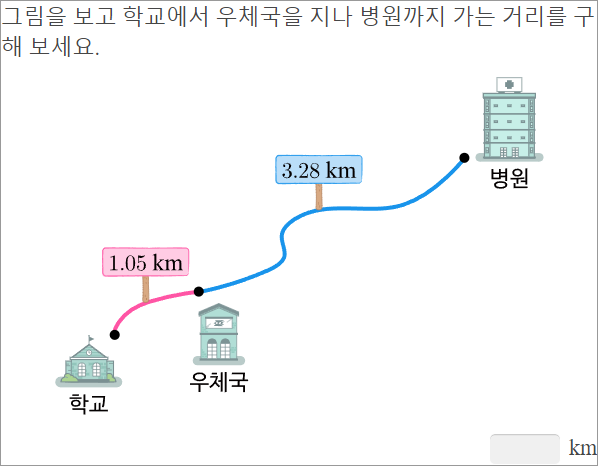 그림을 보고 학교에서 우체국을 지나 병원까지 가는 거리를 구
해 보세요.
3.28 km
병원
1.05 km
우체국
학교
km